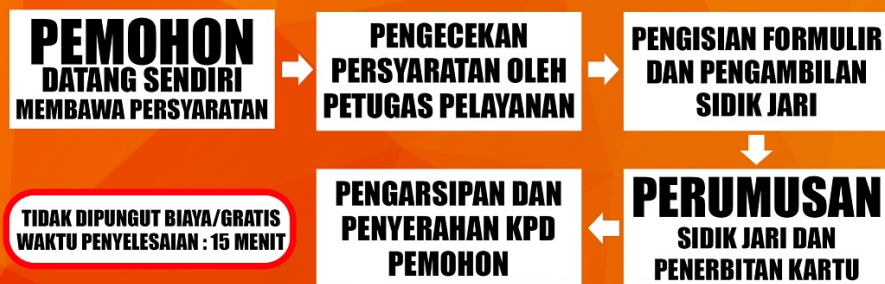 PEMOHON
DATANG SENDIRI
MEMBAWA PERSYARATAN
PENGECEKAN
PERSYARATAN OLEH
PETUGAS PELAYANAN
PENGISIAN FORMULIR
DAN PENGAMBILAN
SIDIK JARI
PERUMUSAN
SIDIK JARI DAN
PENERBITAN KARTU
PENGARSIPAN DAN
PENYERAHAN KPD
PEMOHON
TIDAK DIPUNGUT BIAYA/GRATIS
WAKTU PENYELESAIAN : 15 MENIT